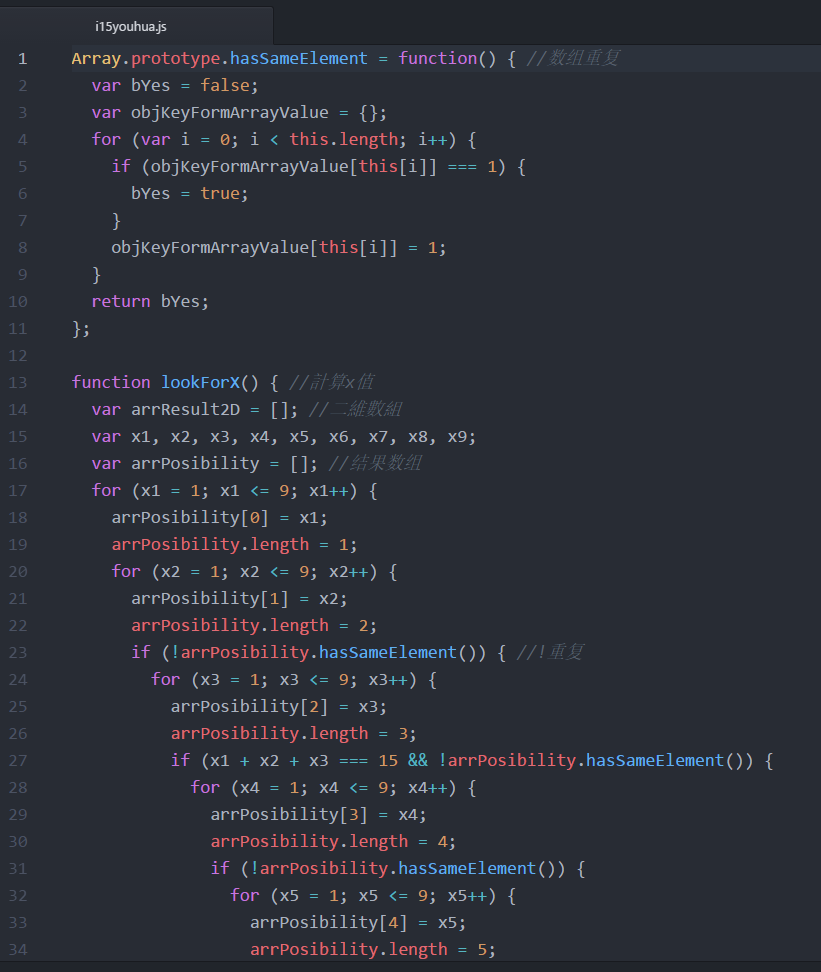 i15youhua.js
1 Array.prototype.hasSameElement = function() { //数组重复
2 var bYes = false;
3 var objKeyFormArrayValue = {};
4 for (var i = 0; i < this.length; i++) {
5 if (objKeyFormArrayValue[this[i]] === 1) {
6 bYes = true;
7 }
8 objKeyFormArrayValue[this[i]] = 1;
9 }
10 return bYes;
11 };
12
13 function lookForX() { //計算x值
14 var arrResult2D = []; //二維數組
15 var x1, x2, x3, x4, x5, x6, x7, x8, x9;
16 var arrPosibility = []; //结果数组
17 for (x1 = 1; x1 <= 9; x1++) {
18 arrPosibility[0] = x1;
19 arrPosibility.length = 1;
20 for (x2 = 1; x2 <= 9; x2++) {
21 arrPosibility[1] = x2;
22 arrPosibility.length = 2;
23 if (!arrPosibility.hasSameElement()) { //!重复
24 for (x3 = 1; x3 <= 9; x3++) {
25 arrPosibility[2] = x3;
26 arrPosibility.length = 3;
27 if (x1 + x2 + x3 === 15 && !arrPosibility.hasSameElement()) {
28 for (x4 = 1; x4 <= 9; x4++) {
29 arrPosibility[3] = x4;
30 arrPosibility.length = 4;
31 if (!arrPosibility.hasSameElement()) {
32 for (x5 = 1; x5 <= 9; x5++) {
33 arrPosibility[4] = x5;
34 arrPosibility.length = 5;